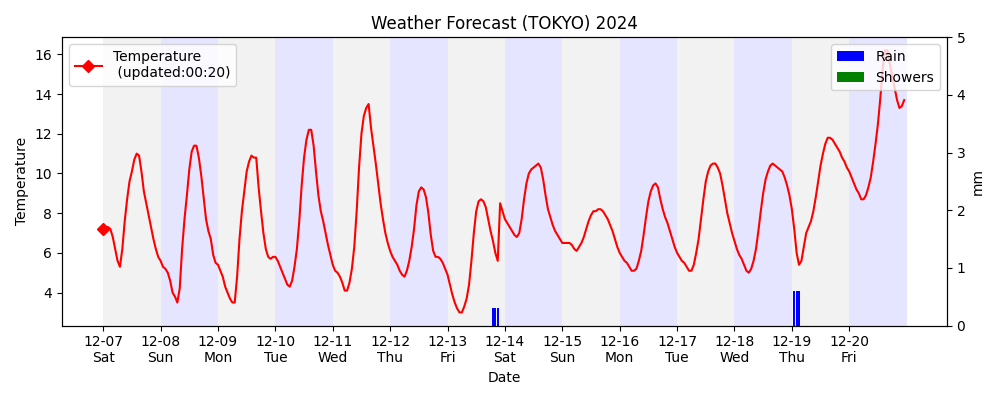 Weather Forecast (TOKYO) 2024
Temperature
(updated:00:20)
Rain
Showers
16
14
12
10
8
6
4
Temperature
5
4
3
2
1
0
mm
12-07 12-08 12-09 12-10 12-11 12-12 12-13 12-14 12-15 12-16 12-17 12-18 12-19 12-20
Sat Sun Mon Tue Wed Thu Fri Sat Sun Mon Tue Wed Thu Fri
Date